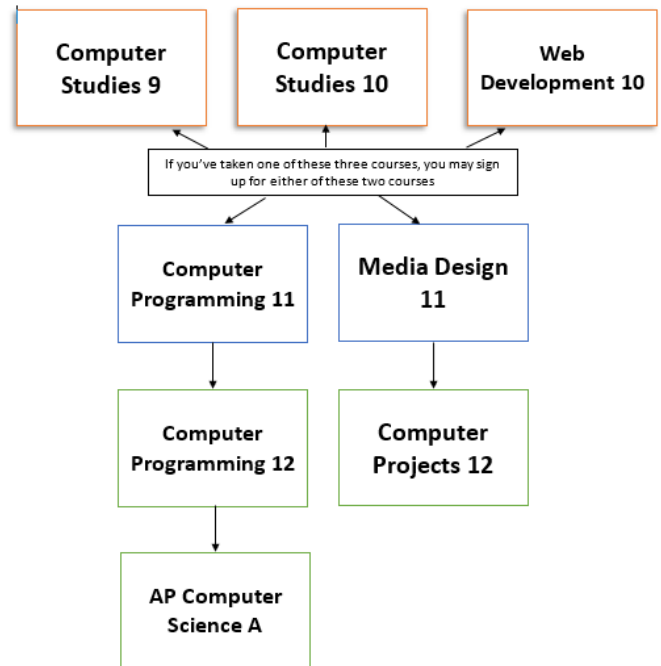 Computer
Studies 9
Computer
Studies 10
Web
Development 10
If you've taken one of these three courses, you may sign
up for either of these two courses
Computer
Programming 11
Media Design
11
Computer
Programming 12
Computer
Projects 12
AP Computer
Science A